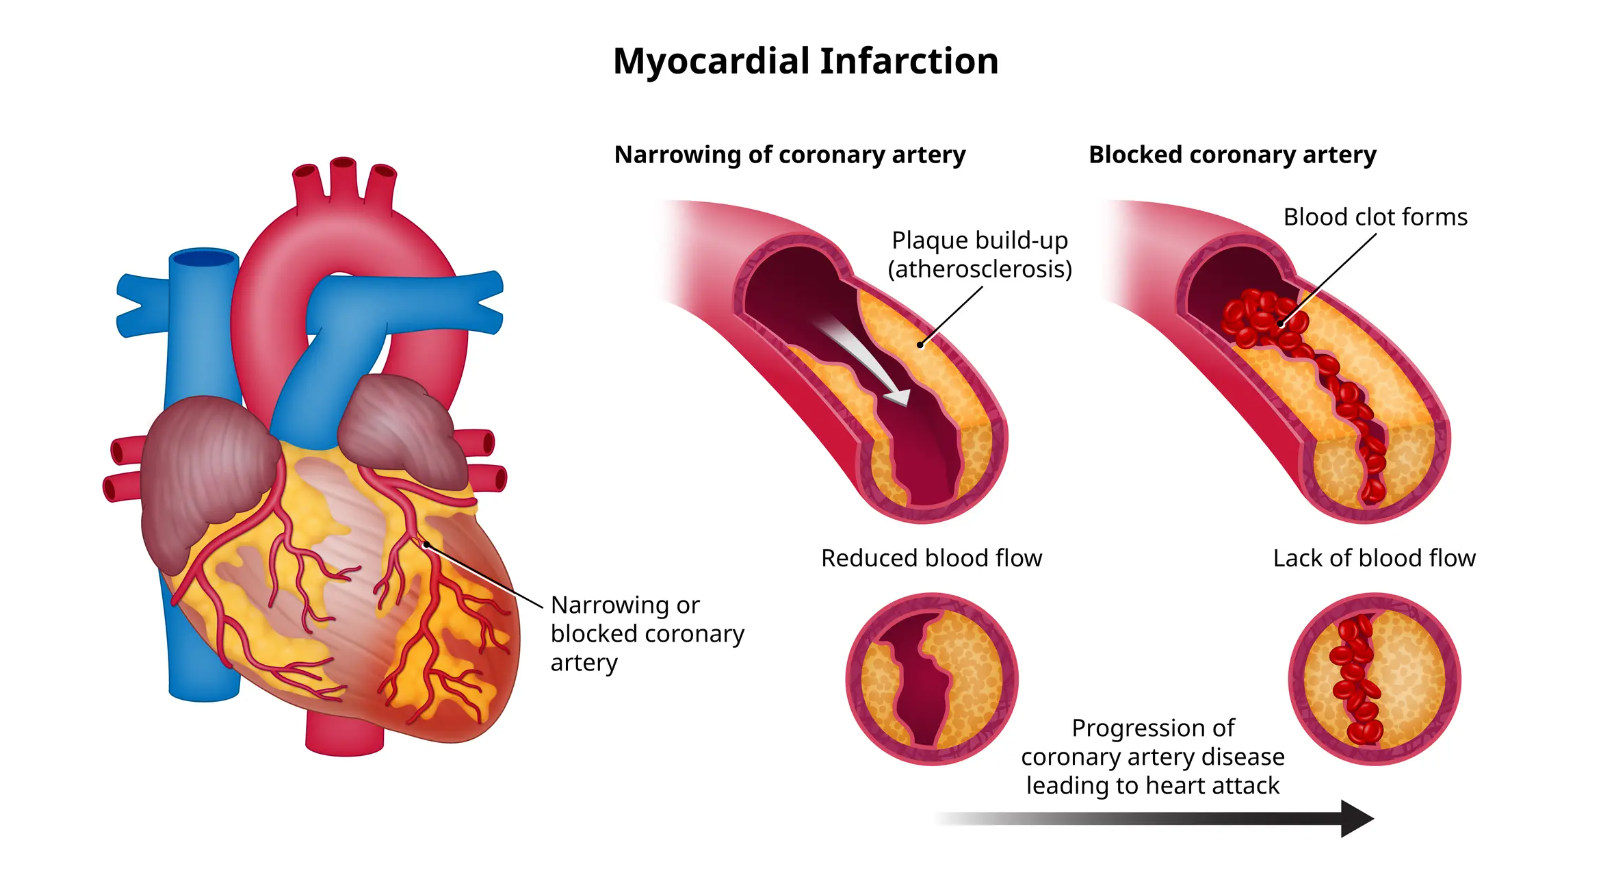 Myocardial Infarction
Narrowing of coronary artery
Blocked coronary artery
Blood clot forms
Plaque build-up
(atherosclerosis)
Reduced blood flow
Lack of blood flow
Narrowing or
blocked coronary
artery
Progression of
coronary artery disease
leading to heart attack